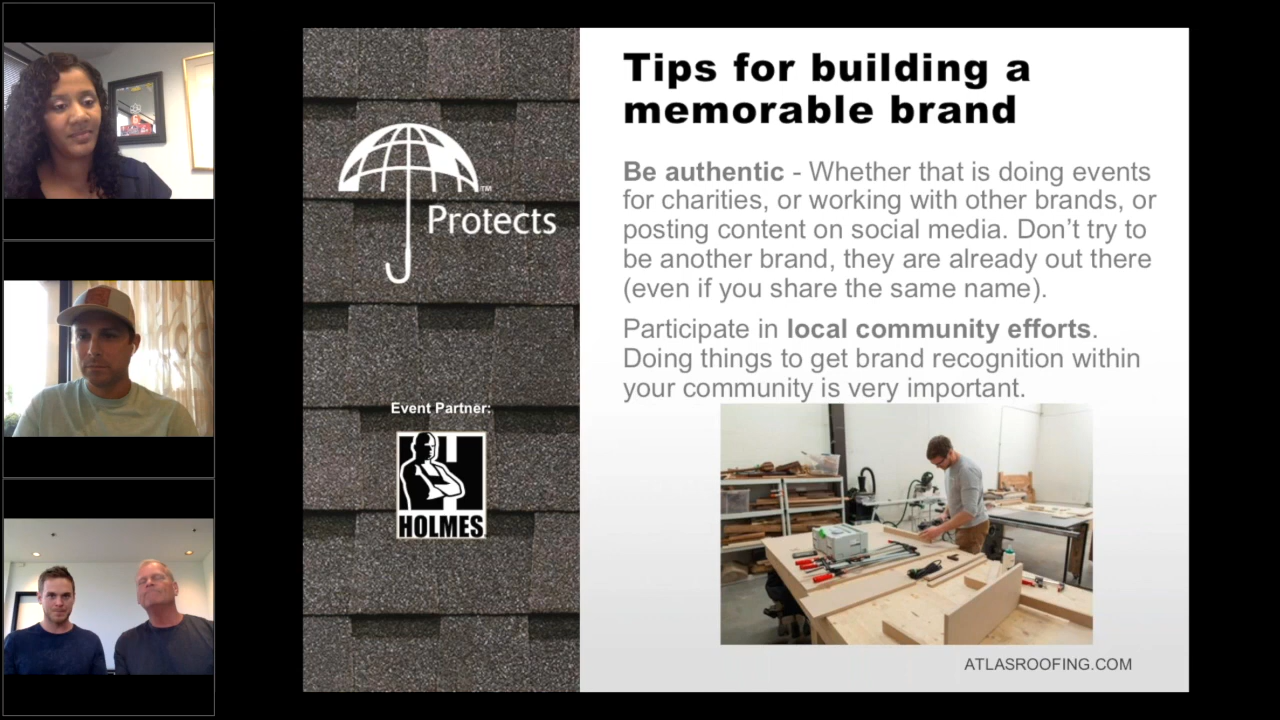 Tips for building a
memorable brand
Be authentic - Whether that is doing events
for charities, or working with other brands, or
posting content on social media. Don’t try to
be another brand, they are already out there
(even if you share the same name).
Participate in local community efforts.
Doing things to get brand recognition within
your community is very important.
ATLASROOFING.COM
™
Protects
Event Partner:
H
HOLMES